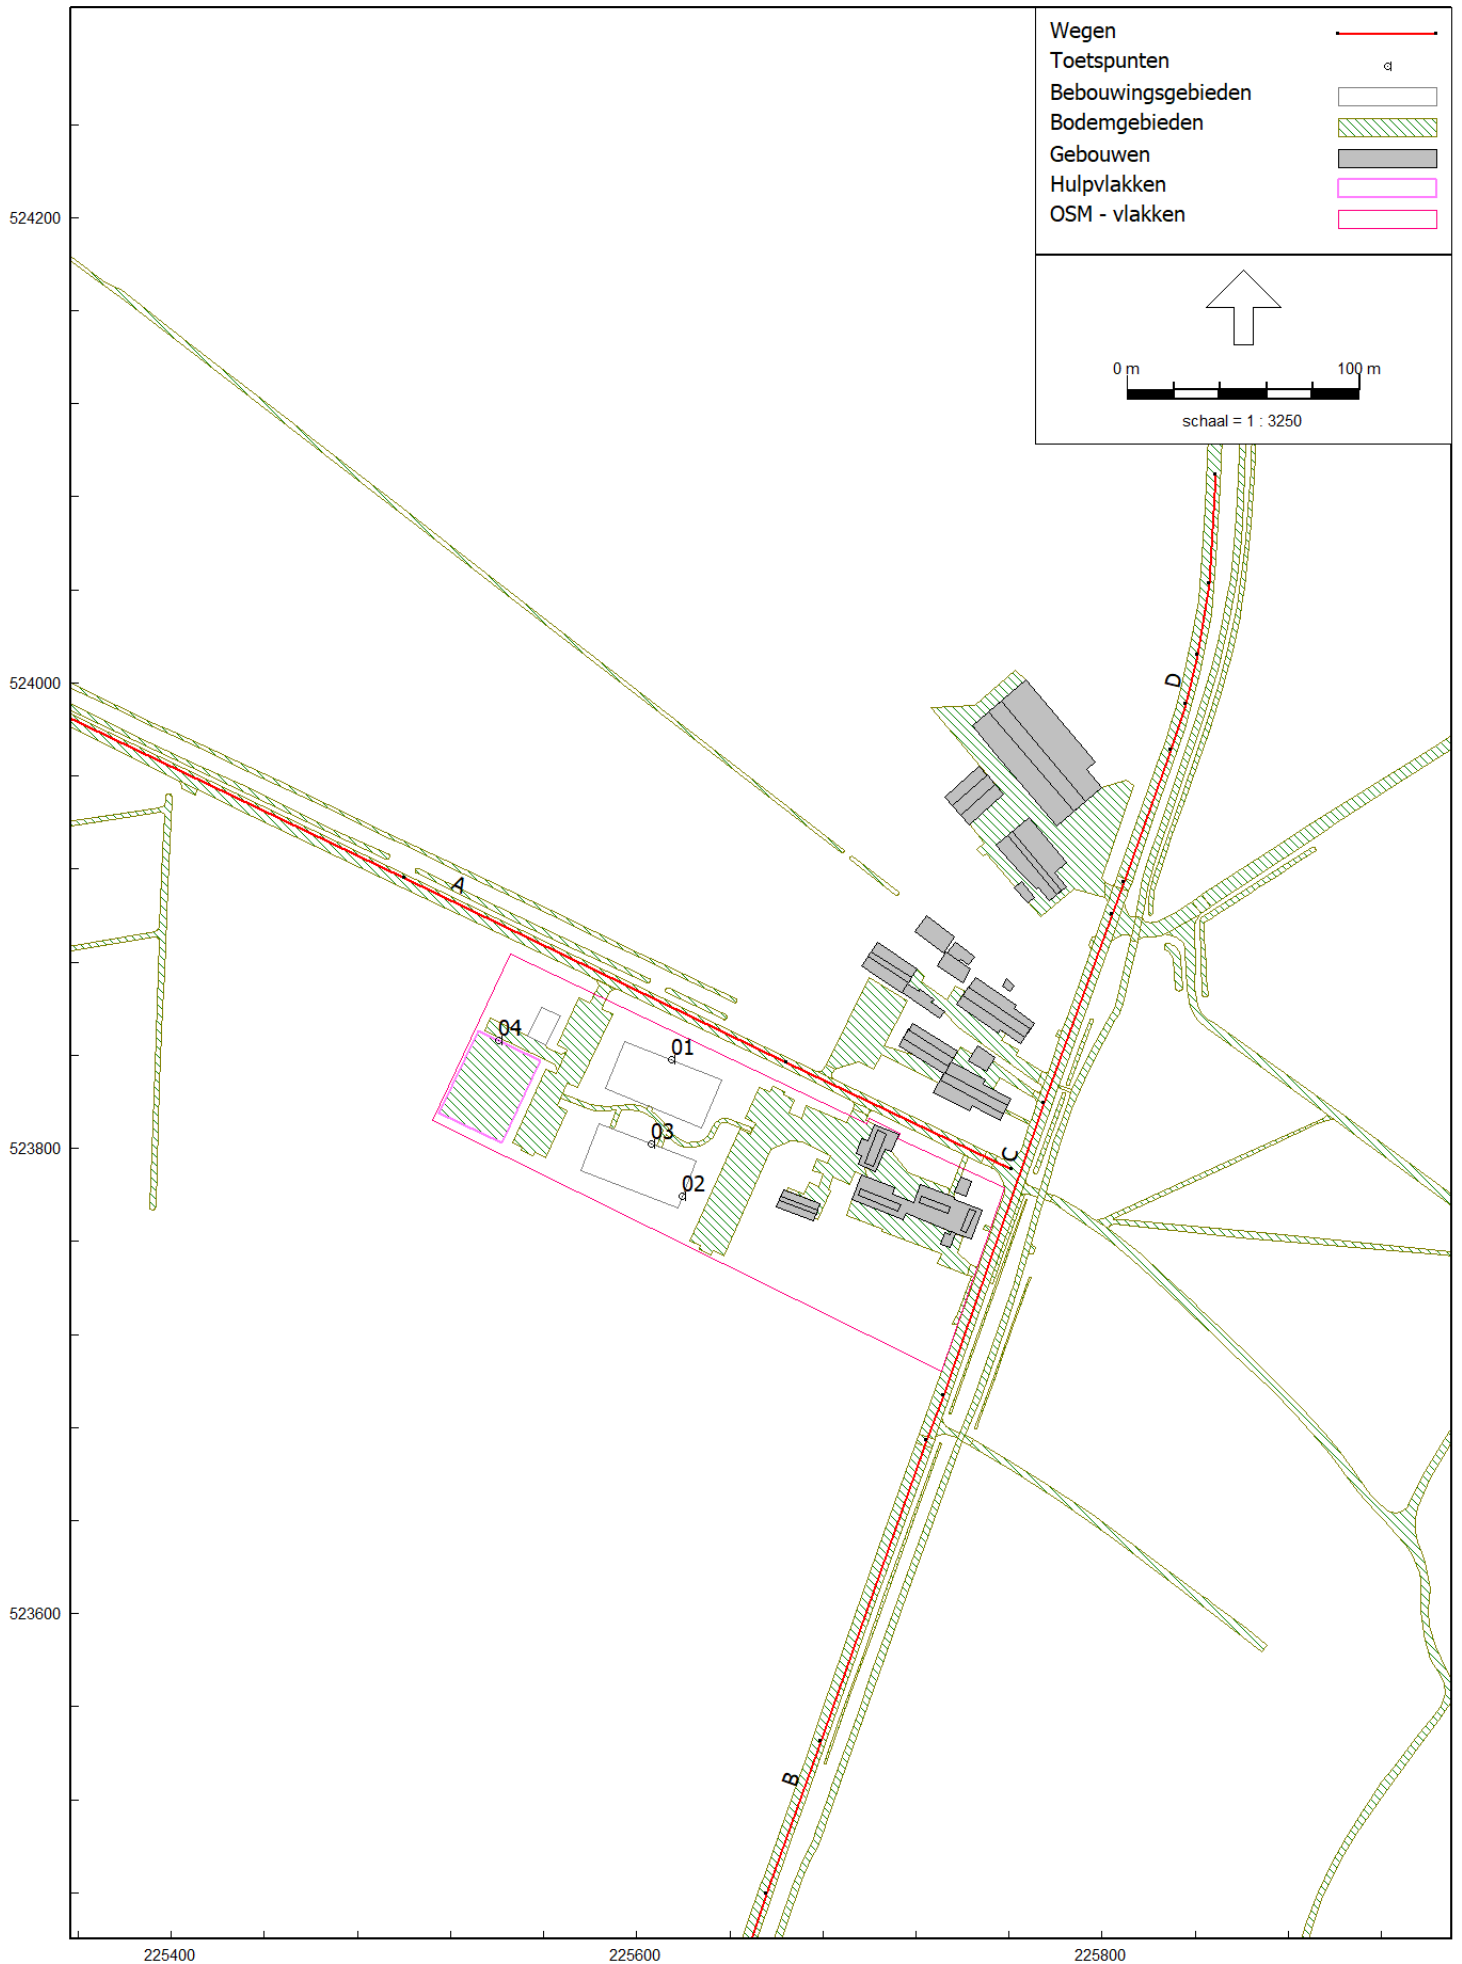 Wegen
Toetspunten
Bebouwingsgebieden
Bodemgebieden
Gebouwen
Hulpvlakken
OSM - vlakken
0 m 100 m
schaal = 1 : 3250
524200
524000
523800
523600
225400 225600 225800
D
A
04
01
03
02
C
B